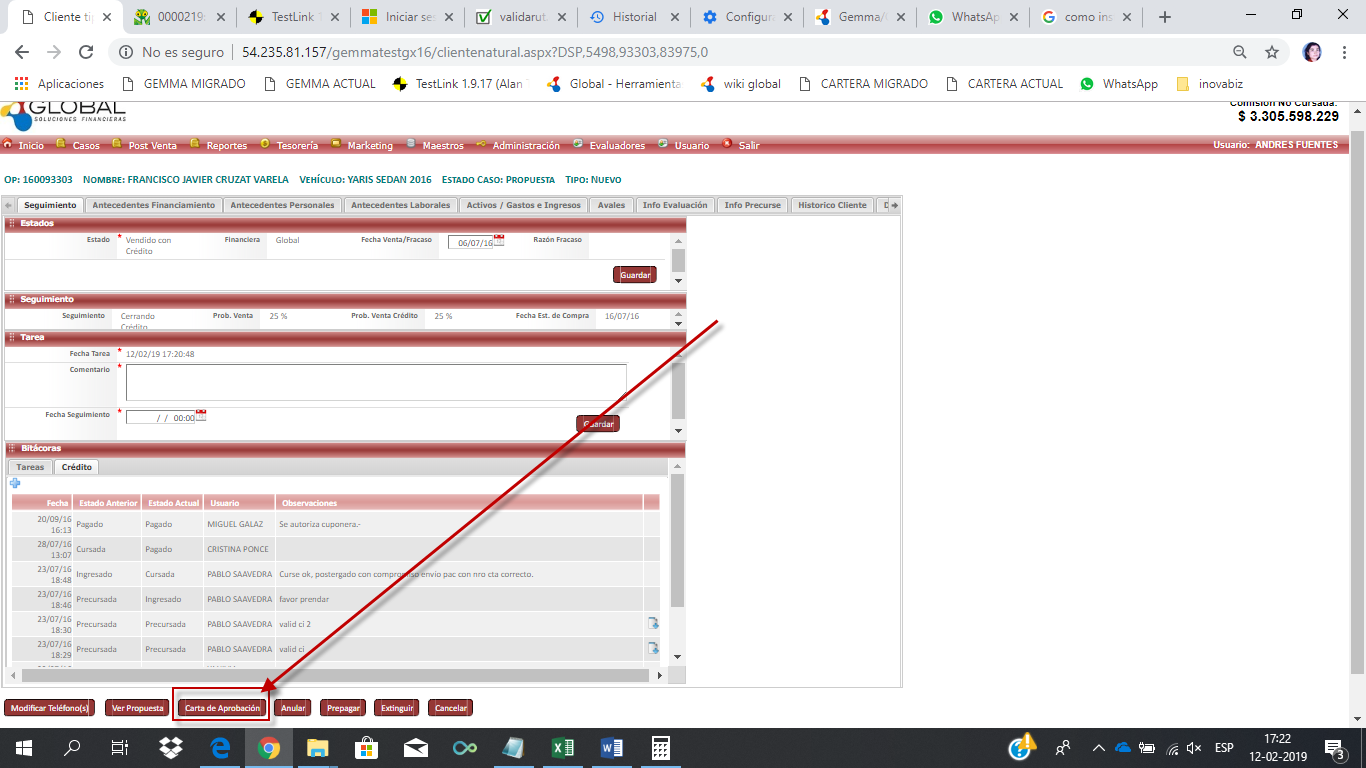 Cliente tip
0000219
TestLink 1
Iniciar ses
validarut.
Historial
Configura
Gemma/
WhatsAp
como ins
No es seguro | 54.235.81.157/gemmatestgx16/clientenatural.aspx?DSP,5498,93303,83975,0
Aplicaciones GEMMA MIGRADO GEMMA ACTUAL TestLink 1.9.17 (Alan Global - Herramienta wiki global CARTERA MIGRADO CARTERA ACTUAL WhatsApp inovabiz
GLOBAL
SOLUCIONES FINANCIERAS
Comisión No Cursada:
$ 3.305.598.229
Inicio Casos Post Venta Reportes Tesorería Marketing Maestros Administración Evaluadores Usuario Salir Usuario: ANDRES FUENTES
OP: 160093303 NOMBRE: FRANCISCO JAVIER CRUZAT VARELA VEHÍCULO: YARIS SEDAN 2016 ESTADO CASO: PROPUESTA TIPO: NUEVO
Seguimiento Antecedentes Financiamiento Antecedentes Personales Antecedentes Laborales Activos / Gastos e Ingresos Avales Info Evaluación Info Precurse Historico Cliente D
Estados
Estado * Vendido con Crédito Financiera Global Fecha Venta/Fracaso 06/07/16 Razón Fracaso
Guardar
Seguimiento
Seguimiento Cerrando Crédito Prob. Venta 25 % Prob. Venta Crédito 25 % Fecha Est. de Compra 16/07/16
Tarea
Fecha Tarea * 12/02/19 17:20:48
Comentario *
Fecha Seguimiento * / / 00:00
Guardar
Bitácoras
Tareas Crédito
Fecha Estado Anterior Estado Actual Usuario Observaciones
20/09/16 16:13 Pagado Pagado MIGUEL GALAZ Se autoriza cuponera.-
28/07/16 13:07 Cursada Pagado CRISTINA PONCE
23/07/16 18:48 Ingresado Cursada PABLO SAAVEDRA Curse ok, postergado con compromiso envio pac con nro cta correcto.
23/07/16 18:46 Precursada Ingresado PABLO SAAVEDRA favor prendar
23/07/16 18:30 Precursada Precursada PABLO SAAVEDRA valid ci 2
23/07/16 18:29 Precursada Precursada PABLO SAAVEDRA valid ci
Modificar Teléfono(s) Ver Propuesta Carta de Aprobación Anular Prepagar Extinguir Cancelar
ESP
17:22
12-02-2019
3